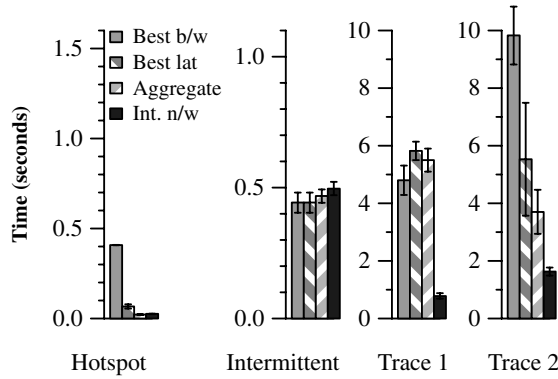 Time (seconds)
1.5
1.0
0.5
0.0
Best b/w
Best lat
Aggregate
Int. n/w
Hotspot
1.0
0.5
0.0
Intermittent
10
8
6
4
2
0
Trace 1
10
8
6
4
2
0
Trace 2